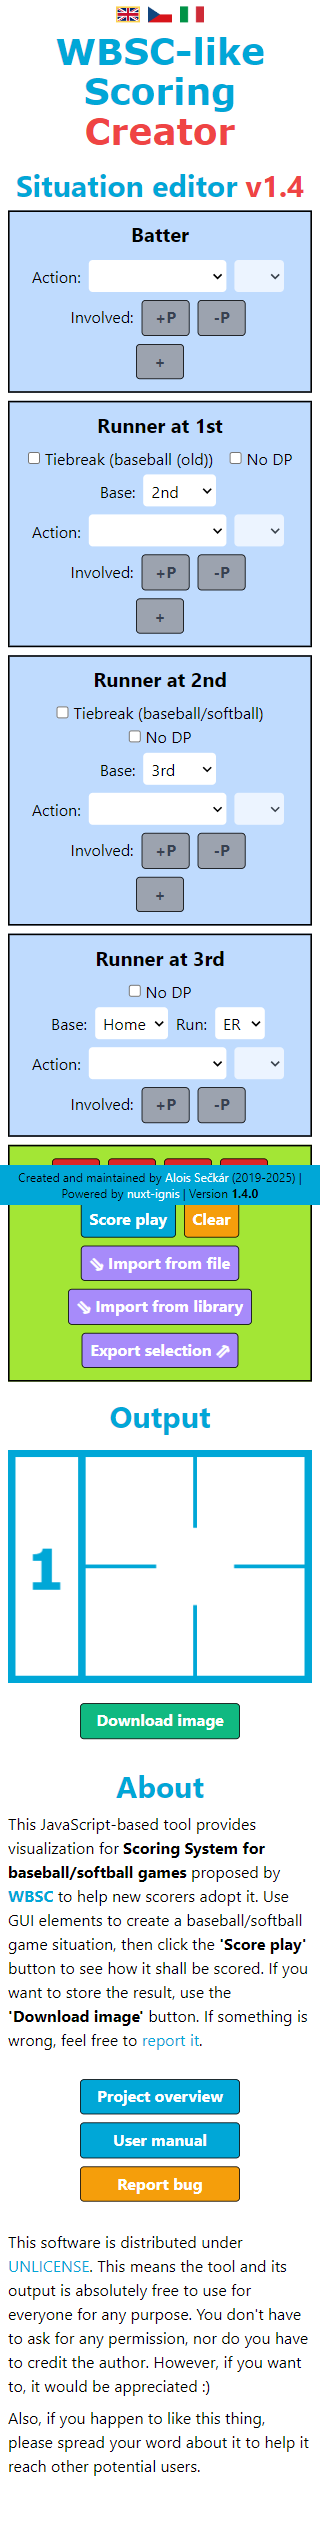 WBSC-like
Scoring
Creator
Situation editor v1.4
Batter
Action:
Involved: +P -P
+
Runner at 1st
Tiebreak (baseball (old)) No DP
Base: 2nd
Action:
Involved: +P -P
+
Runner at 2nd
Tiebreak (baseball/softball)
No DP
Base: 3rd
Action:
Involved: +P -P
+
Runner at 3rd
No DP
Base: Home Run: ER
Action:
Involved: +P -P
Created and maintained by Alois Sečkár (2019-2025) |
Powered by nuxt-ignis | Version 1.4.0
Score play Clear
Import from file
Import from library
Export selection
Output
1
Download image
About
This JavaScript-based tool provides
visualization for Scoring System for
baseball/softball games proposed by
WBSC to help new scorers adopt it. Use
GUI elements to create a baseball/softball
game situation, then click the 'Score play'
button to see how it shall be scored. If you
want to store the result, use the
'Download image' button. If something is
wrong, feel free to report it.
Project overview
User manual
Report bug
This software is distributed under
UNLICENSE. This means the tool and its
output is absolutely free to use for
everyone for any purpose. You don't have
to ask for any permission, nor do you have
to credit the author. However, if you want
to, it would be appreciated :)
Also, if you happen to like this thing,
please spread your word about it to help it
reach other potential users.